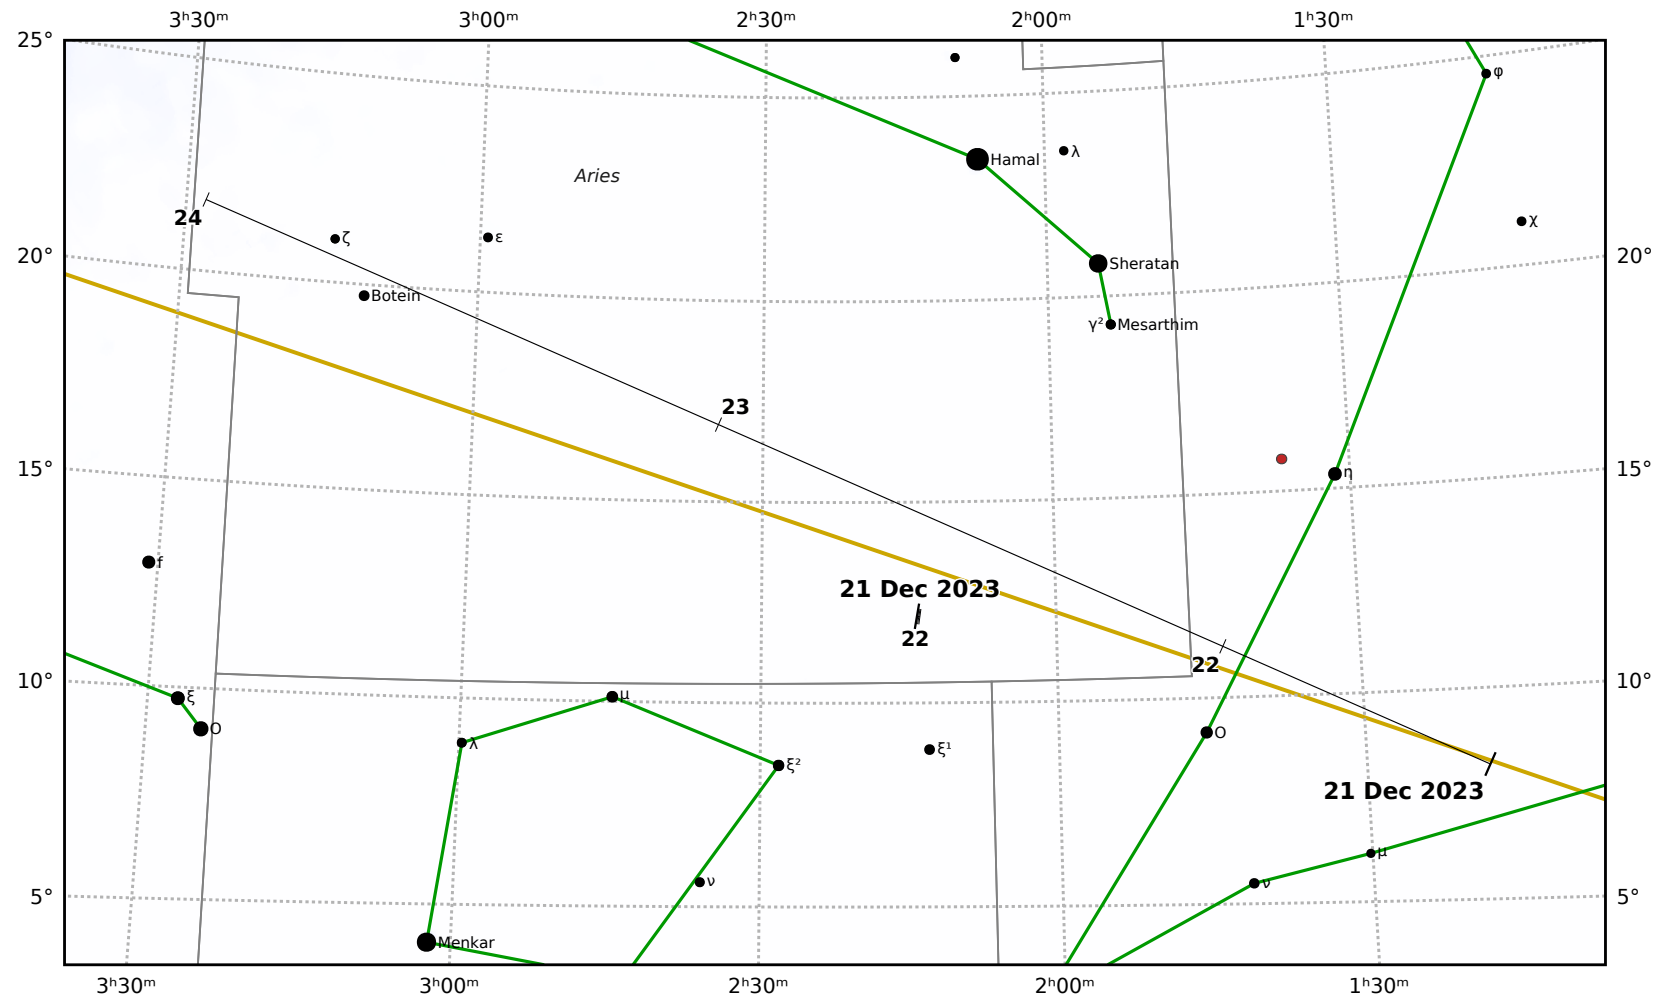 3ʰ30ᵐ 3ʰ00ᵐ 2ʰ30ᵐ 2ʰ00ᵐ 1ʰ30ᵐ
25°
φ
Hamal λ
Aries
24
χ
ζ ε
20° 20°
Sheratan
Botein
γ² Mesarthim
23
15° 15°
η
f
21 Dec 2023
22
22
10° 10°
ξ μ
ο ο
λ ξ¹
ξ²
21 Dec 2023
μ
ν ν
5° 5°
Menkar
3ʰ30ᵐ 3ʰ00ᵐ 2ʰ30ᵐ 2ʰ00ᵐ 1ʰ30ᵐ